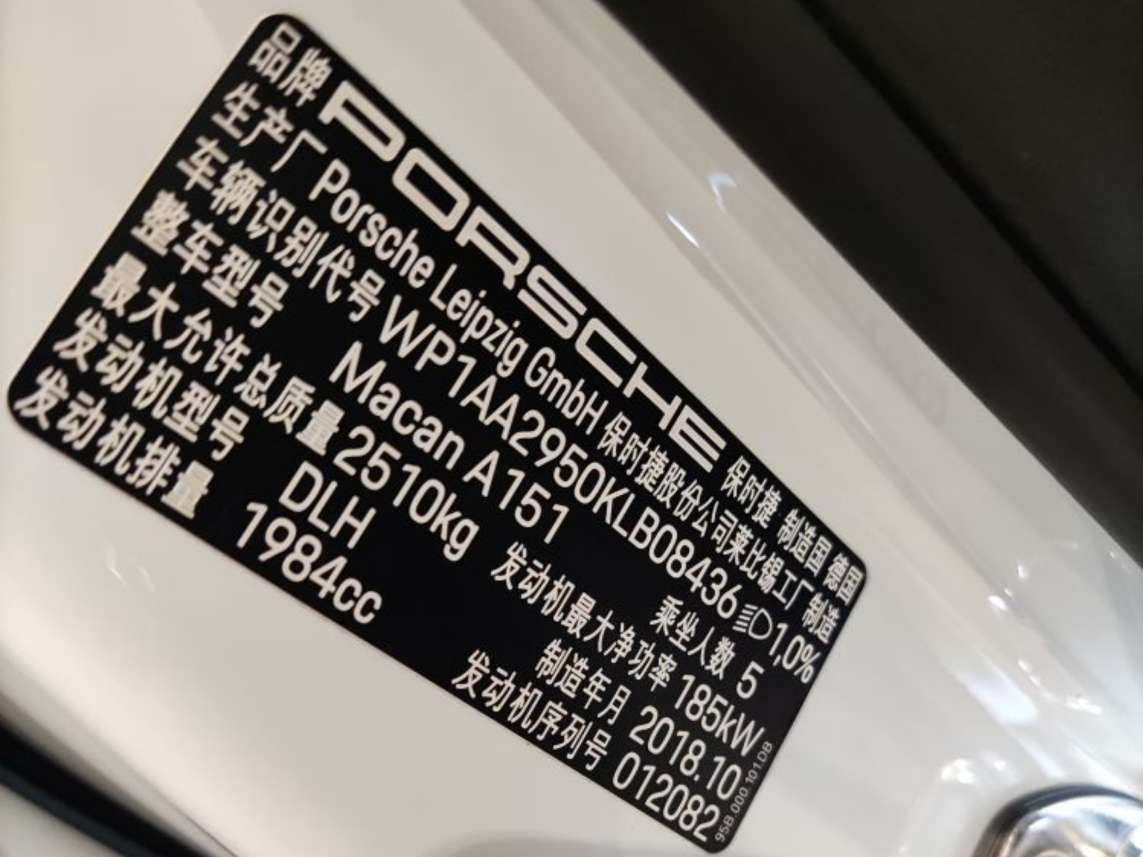 品牌 PORSCHE 保时捷 制造国 德国
生产厂 Porsche Leipzig GmbH 保时捷股份公司莱比锡工厂制造
车辆识别代号 WP1AA2950KLB08436 1,0%
整车型号 Macan A151 乘坐人数 5
最大允许总质量 2510kg 发动机最大净功率 185kW
发动机型号 DLH 制造年月 2018.10
发动机排量 1984cc 发动机序列号 012082
95B.000.101.DB